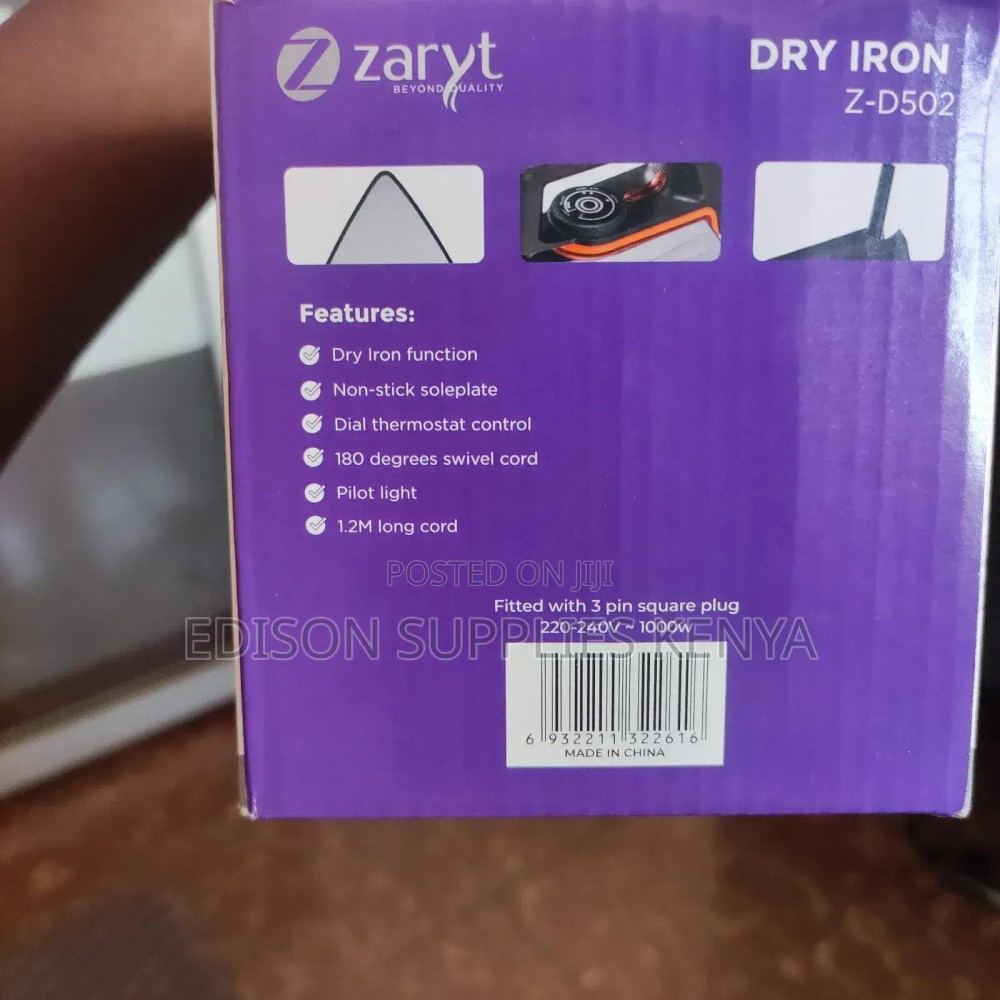 zaryt
BEYOND QUALITY
DRY IRON
Z-D502
Features:
Dry Iron function
Non-stick soleplate
Dial thermostat control
180 degrees swivel cord
Pilot light
1.2M long cord
POSTED ON JIJI
Fitted with 3 pin square plug
220-240V ~ 1000w
EDISON SUPPLIES KENYA
6 932211 322616
MADE IN CHINA